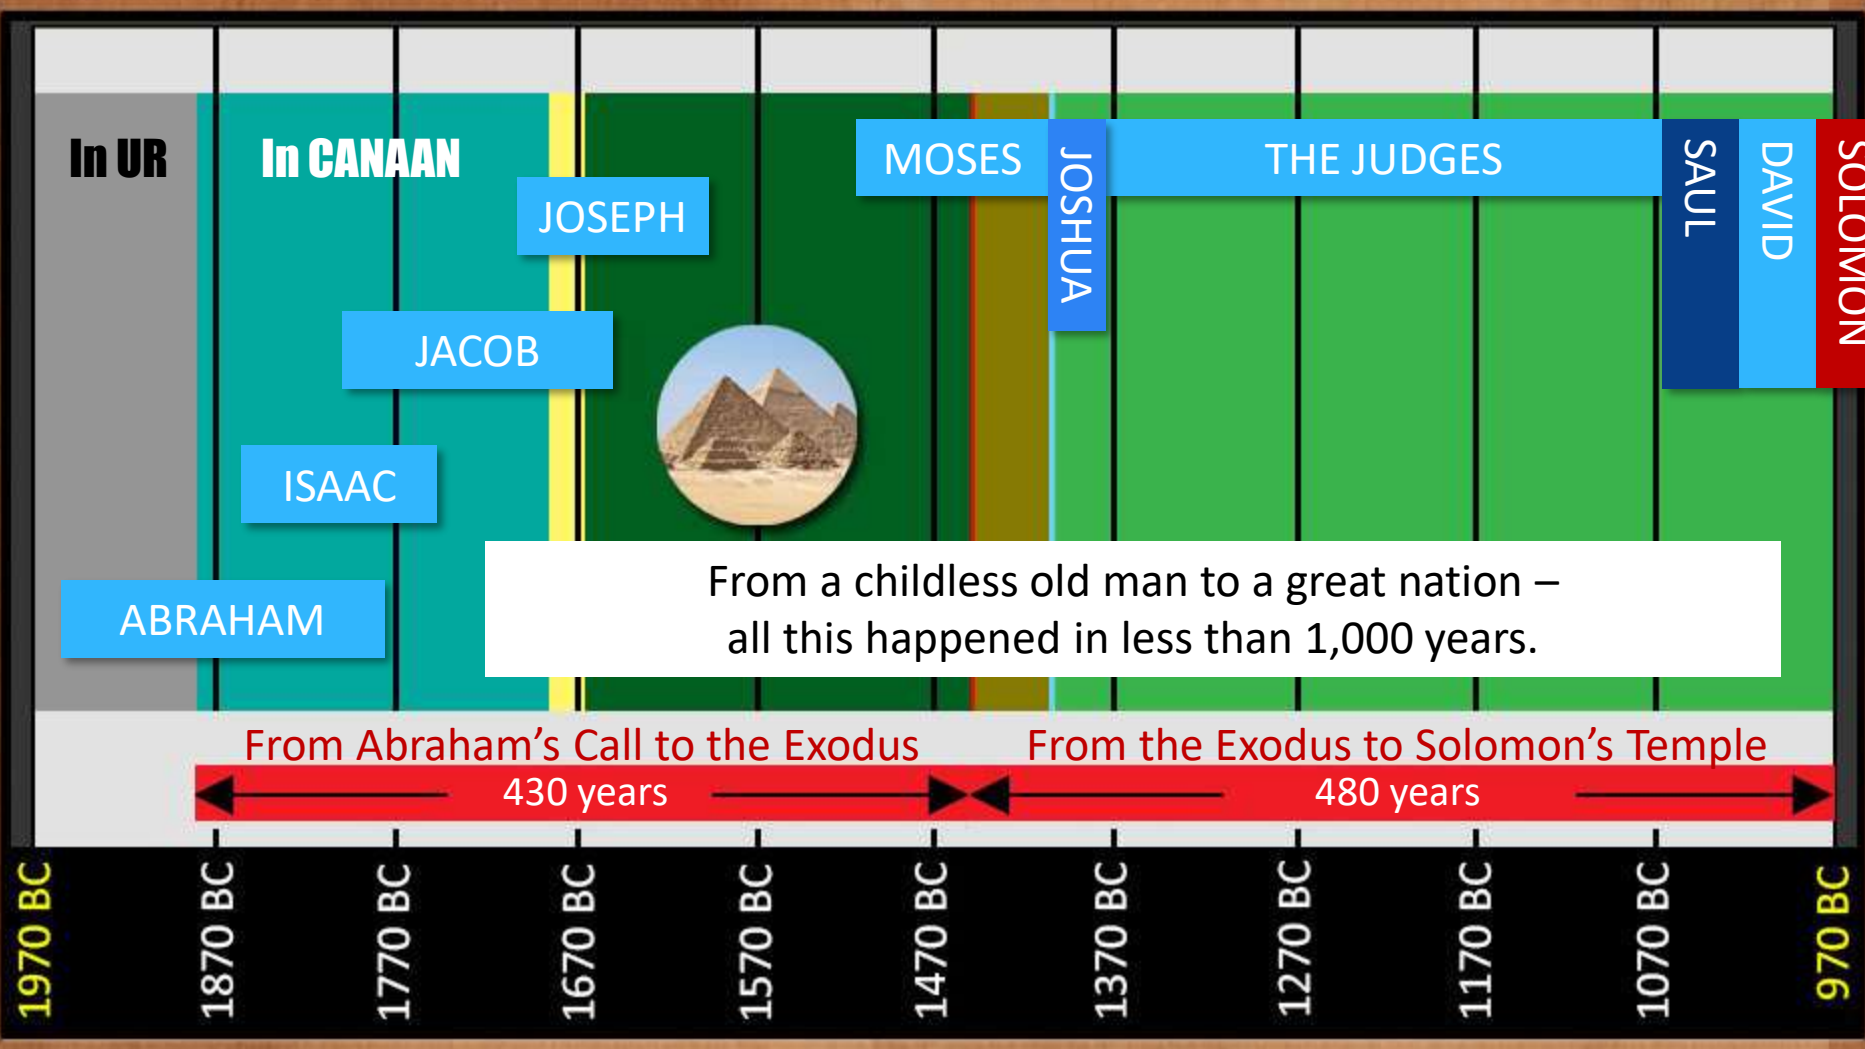 In UR
In CANAAN
MOSES
JOSHUA
THE JUDGES
SAUL
DAVID
SOLOMON
JOSEPH
JACOB
ISAAC
ABRAHAM
From a childless old man to a great nation –
all this happened in less than 1,000 years.
From Abraham’s Call to the Exodus
From the Exodus to Solomon’s Temple
430 years
480 years
1970 BC
1870 BC
1770 BC
1670 BC
1570 BC
1470 BC
1370 BC
1270 BC
1170 BC
1070 BC
970 BC